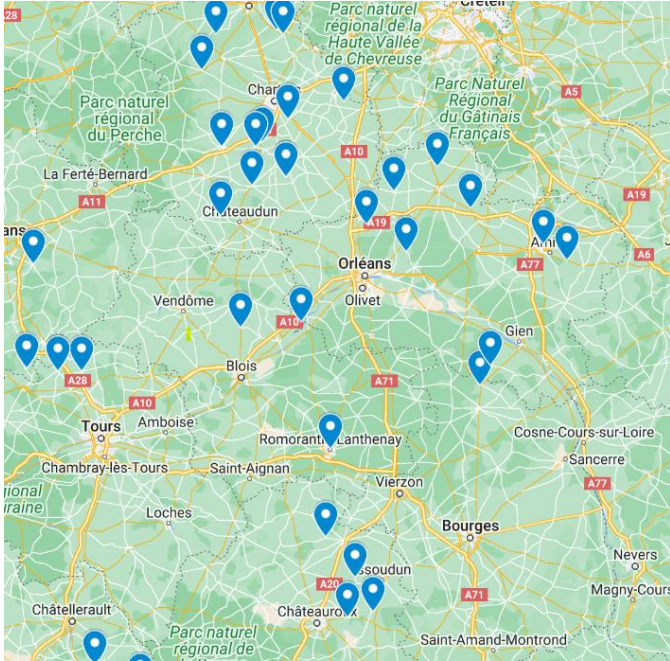 Créteil
Parc naturel
régional de la
Haute Vallée
de Chevreuse
Parc Naturel
Régional
du Gâtinais
Français
A5
Parc naturel
régional
du Perche
A10
La Ferté-Bernard
A11
A19
A19
Châteaudun
A6
A77
Orléans
Olivet
Vendôme
A10
Gien
Blois
A28
A71
A10
Amboise
Tours
Cosne-Cours-sur-Loire
Chambray-lès-Tours
Saint-Aignan
Sancerre
Vierzon
A77
Loches
Bourges
Nevers
A20
A71
Magny-Cours
Châtellerault
Châteauroux
Parc naturel
régional de
Saint-Amand-Montrond